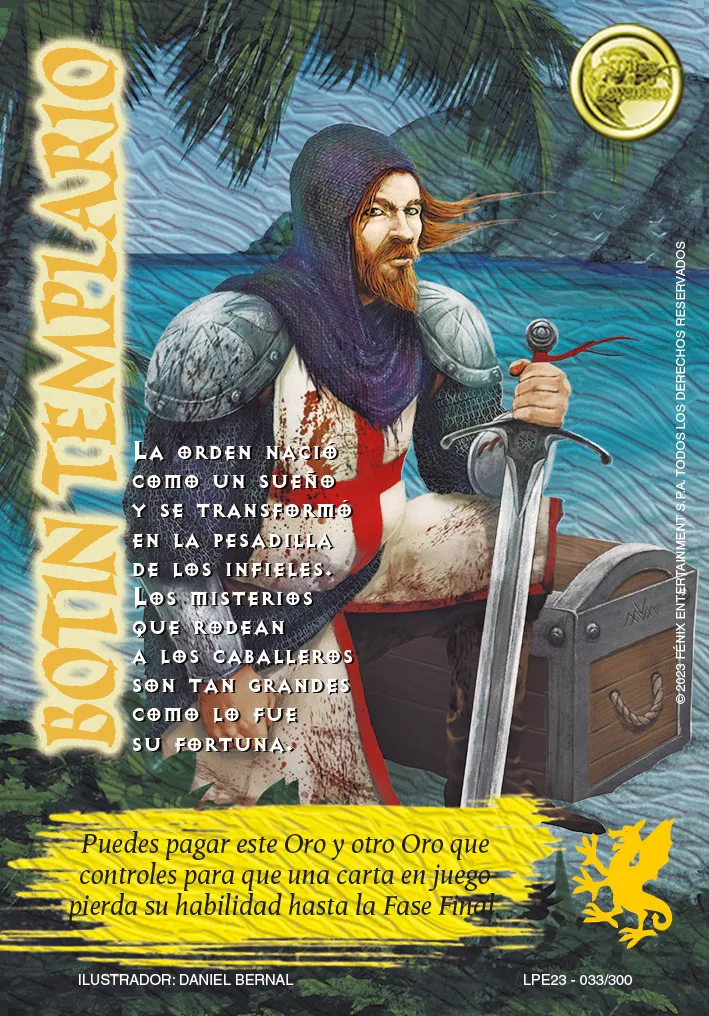 BOTÍN TEMPLARIO
La orden nació
como un sueño
y se transformó
en la pesadilla
de los infieles.
Los misterios
que rodean
a los caballeros
son tan grandes
como lo fue
su fortuna.
Puedes pagar este Oro y otro Oro que
controles para que una carta en juego
pierda su habilidad hasta la Fase Final
ILUSTRADOR: DANIEL BERNAL
LPE23 - 033/300
© 2023 FÉNIX ENTERTAINMENT S.P.A. TODOS LOS DERECHOS RESERVADOS